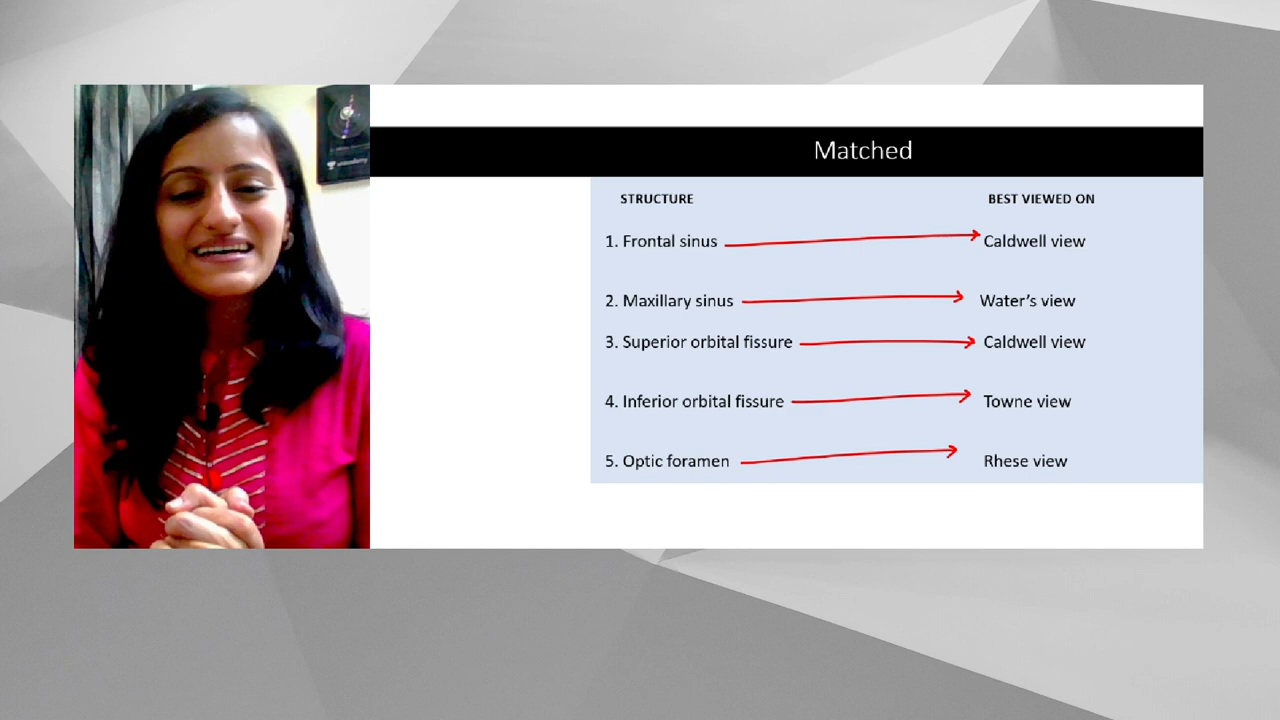 Matched
STRUCTURE BEST VIEWED ON
1. Frontal sinus Caldwell view
2. Maxillary sinus Water's view
3. Superior orbital fissure Caldwell view
4. Inferior orbital fissure Towne view
5. Optic foramen Rhese view